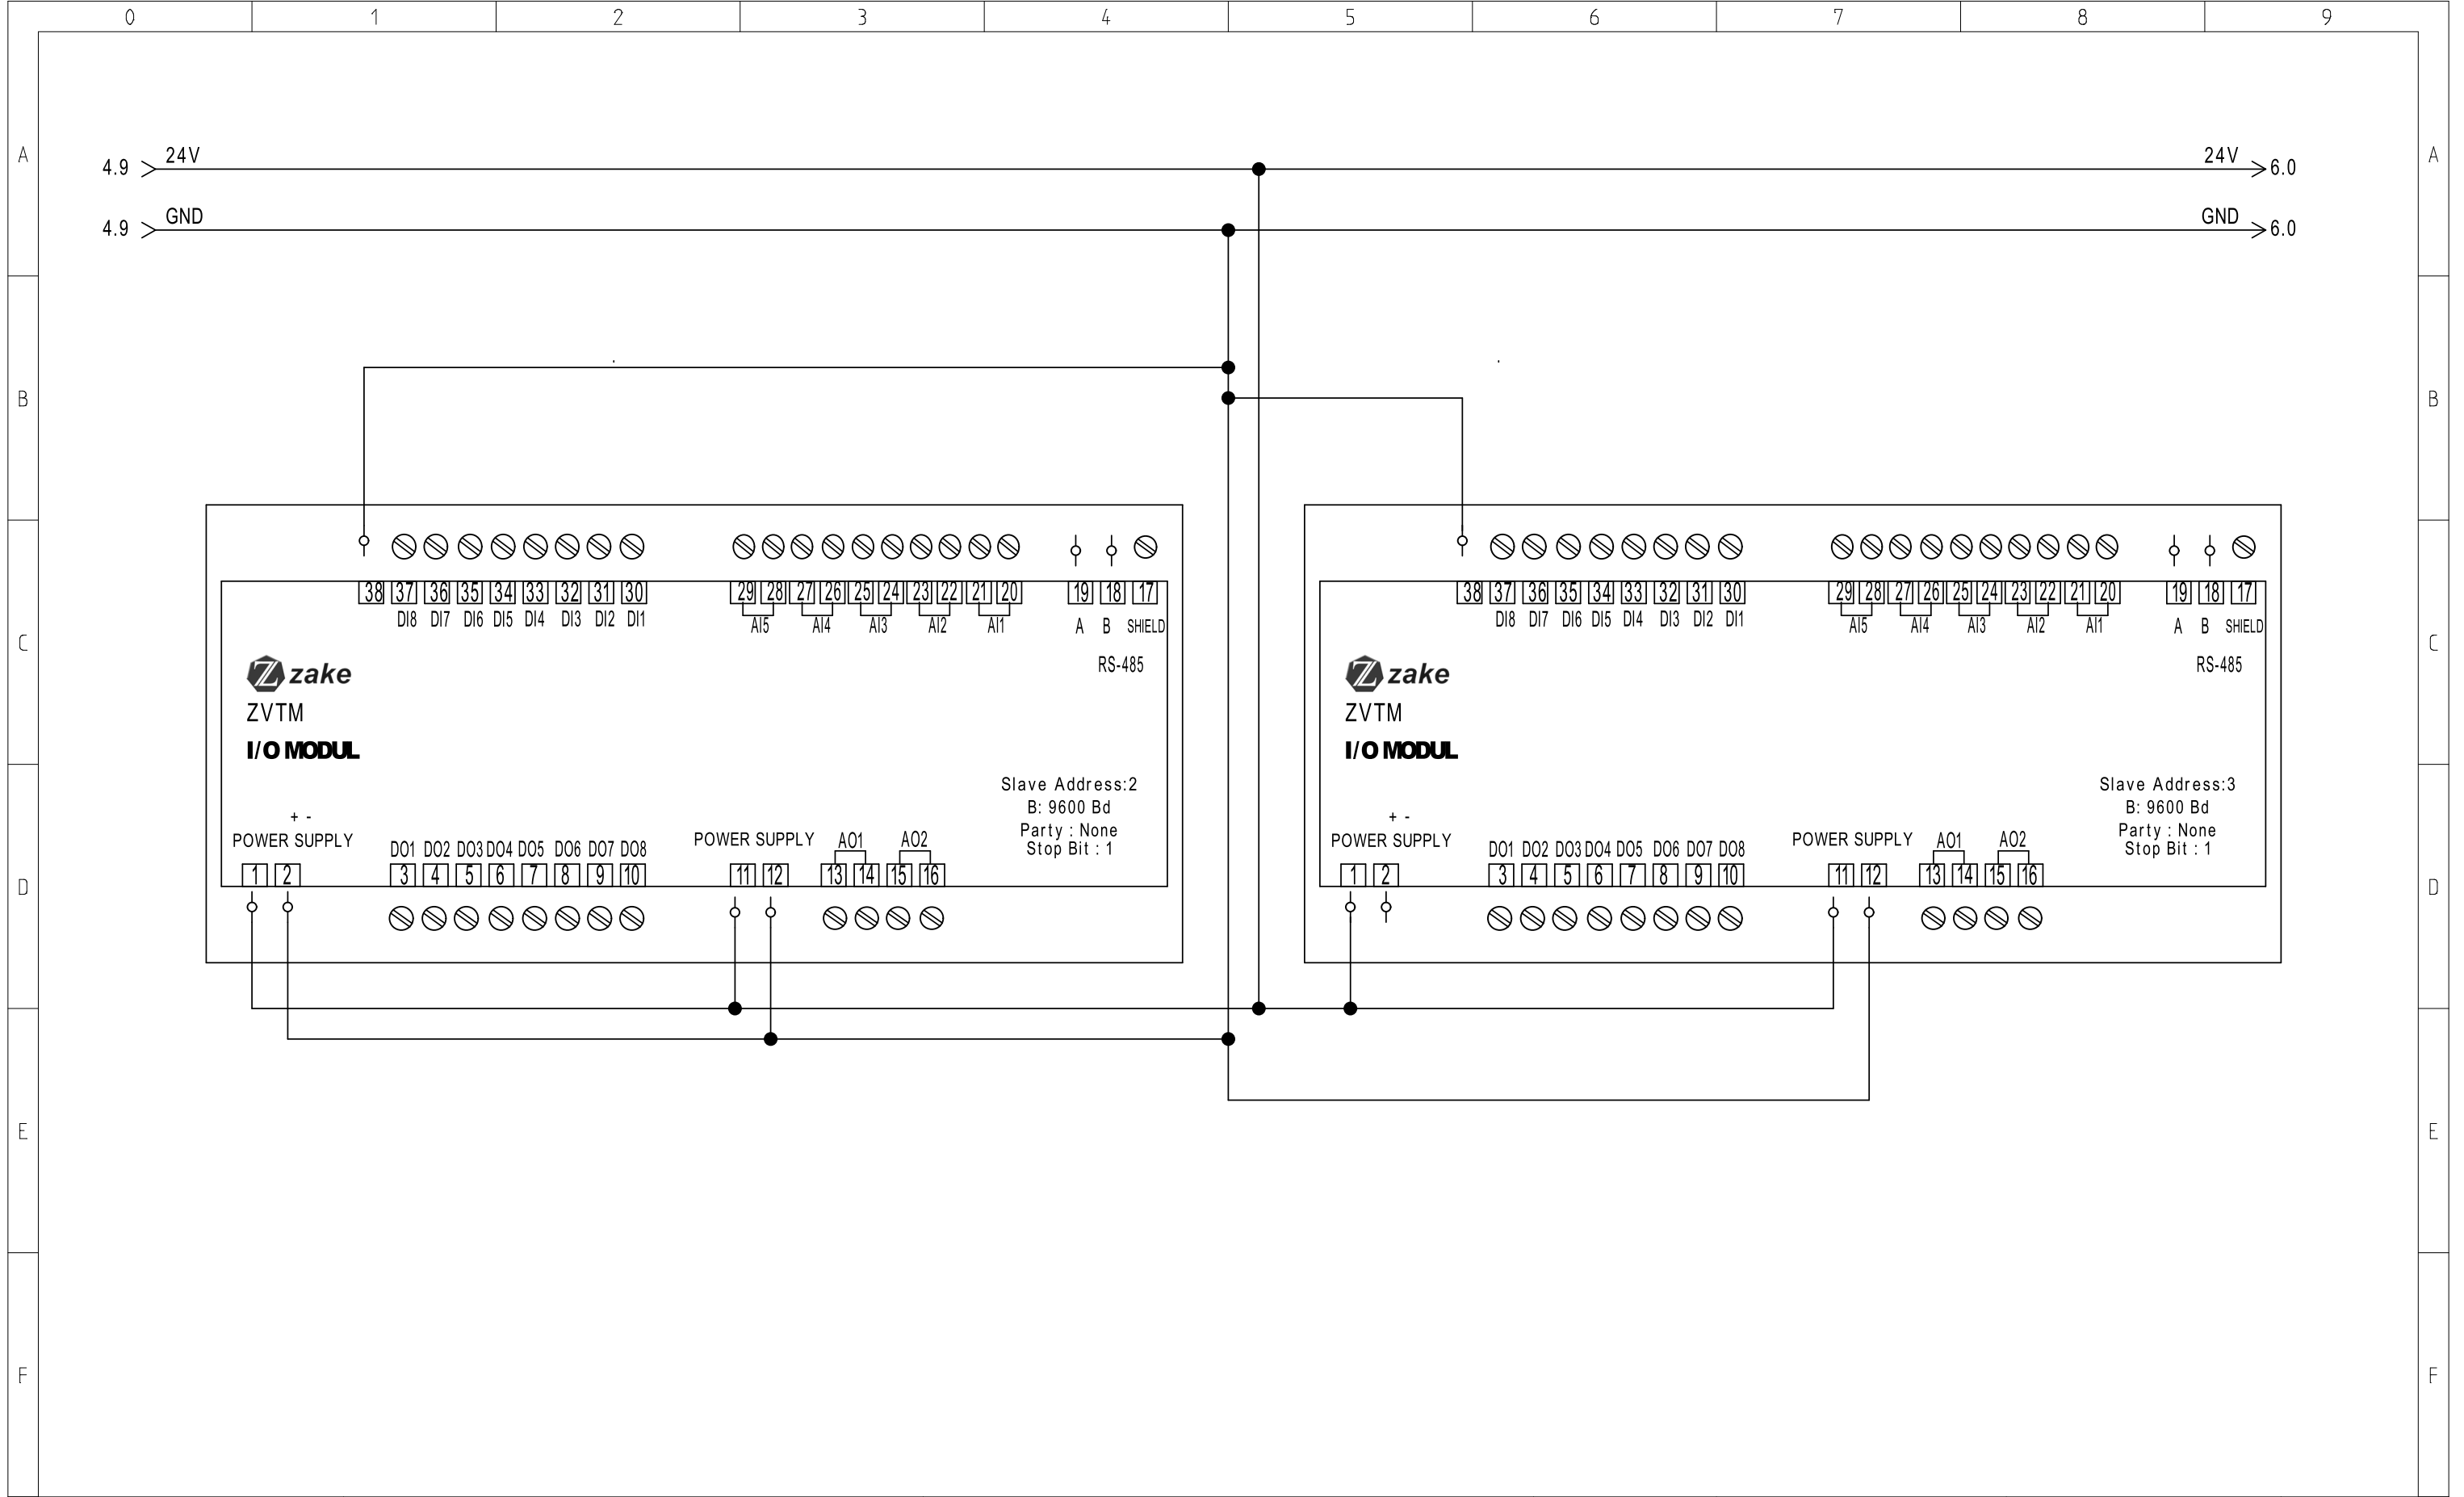 0 1 2 3 4 5 6 7 8 9
A 4.9 24V 24V 6.0 A
4.9 GND GND 6.0
B B
38 37 36 35 34 33 32 31 30 29 28 27 26 25 24 23 22 21 20 19 18 17
DI8 DI7 DI6 DI5 DI4 DI3 DI2 DI1 AI5 AI4 AI3 AI2 AI1 A B SHIELD
RS-485
zake
ZVTM
I/O MODUL
Slave Address:2
B: 9600 Bd
Party : None
Stop Bit : 1
+ -
POWER SUPPLY DO1 DO2 DO3 DO4 DO5 DO6 DO7 DO8 POWER SUPPLY AO1 AO2
1 2 3 4 5 6 7 8 9 10 11 12 13 14 15 16
38 37 36 35 34 33 32 31 30 29 28 27 26 25 24 23 22 21 20 19 18 17
DI8 DI7 DI6 DI5 DI4 DI3 DI2 DI1 AI5 AI4 AI3 AI2 AI1 A B SHIELD
RS-485
zake
ZVTM
I/O MODUL
Slave Address:3
B: 9600 Bd
Party : None
Stop Bit : 1
+ -
POWER SUPPLY DO1 DO2 DO3 DO4 DO5 DO6 DO7 DO8 POWER SUPPLY AO1 AO2
1 2 3 4 5 6 7 8 9 10 11 12 13 14 15 16
C C
D D
E E
F F